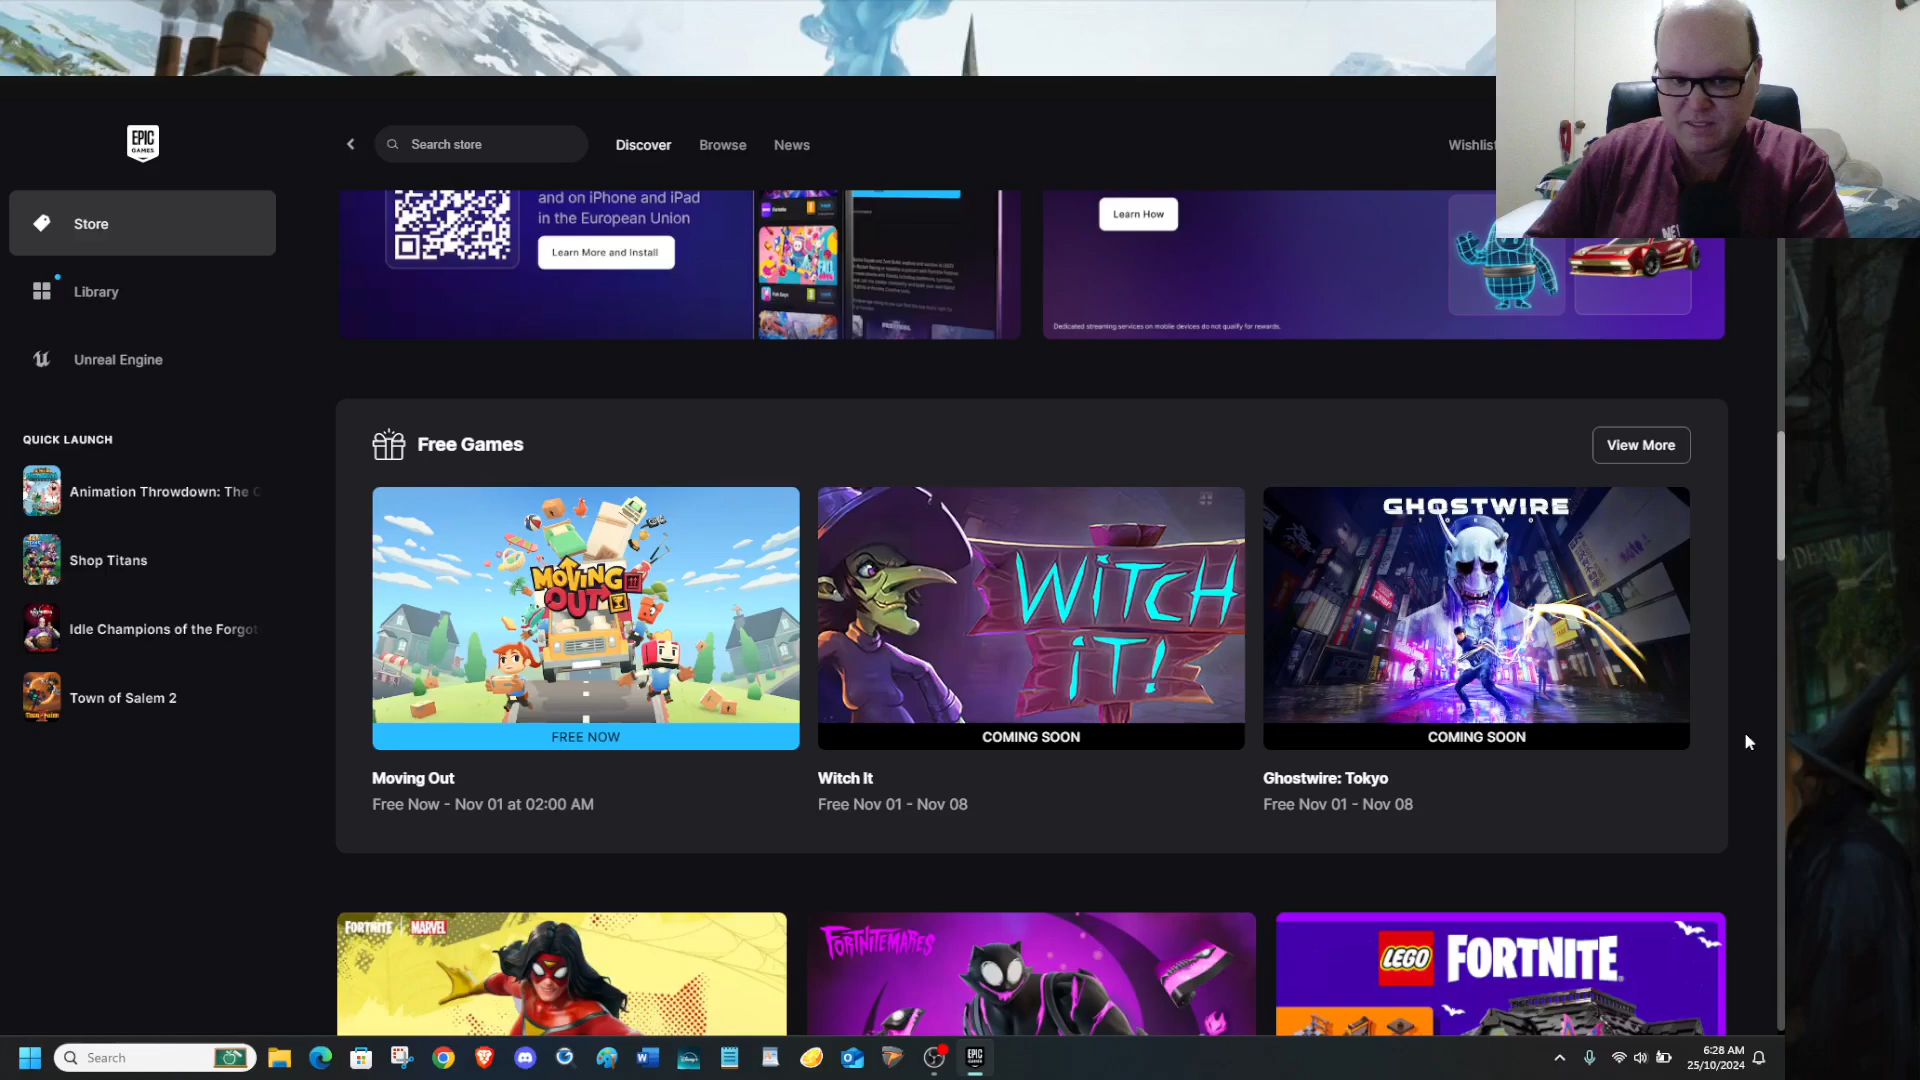 EPIC
GAMES
Search store
Discover
Browse
News
Wishlist
Store
Library
Unreal Engine
QUICK LAUNCH
Animation Throwdown: The
Shop Titans
Idle Champions of the Forgot
Town of Salem 2
and on iPhone and iPad
in the European Union
Learn More and Install
Learn How
Dedicated streaming services on mobile devices do not qualify for rewards.
Free Games
View More
MOVING
OUT
FREE NOW
Moving Out
Free Now - Nov 01 at 02:00 AM
WITCH
IT!
COMING SOON
Witch It
Free Nov 01 - Nov 08
GHOSTWIRE
TOKYO
COMING SOON
Ghostwire: Tokyo
Free Nov 01 - Nov 08
FORTNITE MARVEL
FORTNITEMARES
LEGO FORTNITE
Search
6:28 AM
25/10/2024